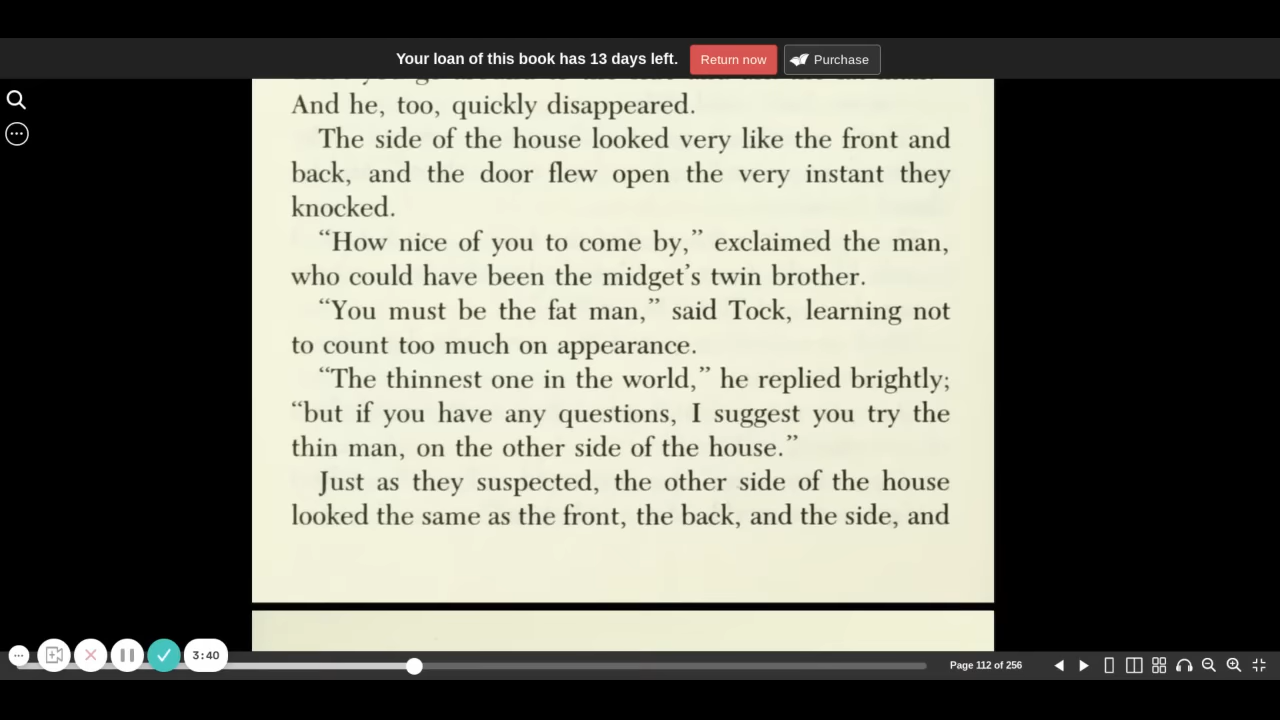 Your loan of this book has 13 days left. Return now Purchase
And he, too, quickly disappeared.
The side of the house looked very like the front and
back, and the door flew open the very instant they
knocked.
“How nice of you to come by,” exclaimed the man,
who could have been the midget’s twin brother.
“You must be the fat man,” said Tock, learning not
to count too much on appearance.
“The thinnest one in the world,” he replied brightly;
“but if you have any questions, I suggest you try the
thin man, on the other side of the house.”
Just as they suspected, the other side of the house
looked the same as the front, the back, and the side, and
3:40
Page 112 of 256